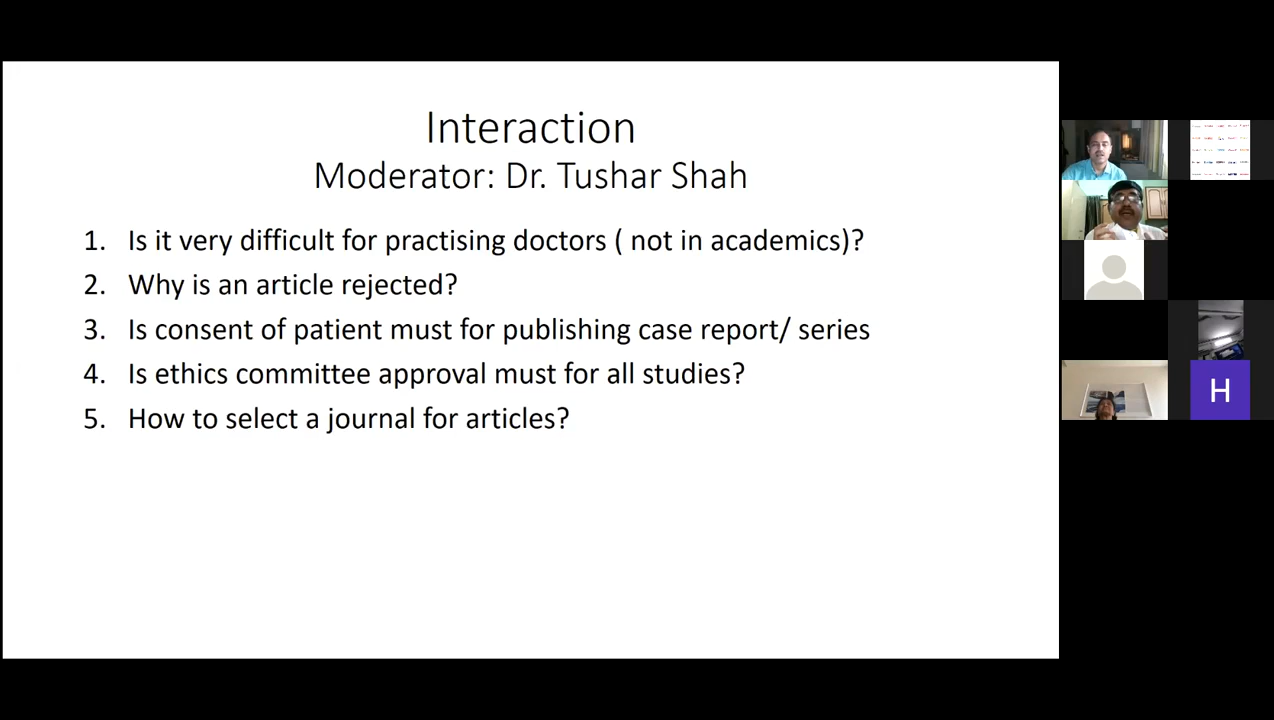 Interaction
Moderator: Dr. Tushar Shah
1. Is it very difficult for practising doctors ( not in academics)?
2. Why is an article rejected?
3. Is consent of patient must for publishing case report/ series
4. Is ethics committee approval must for all studies?
5. How to select a journal for articles?
H